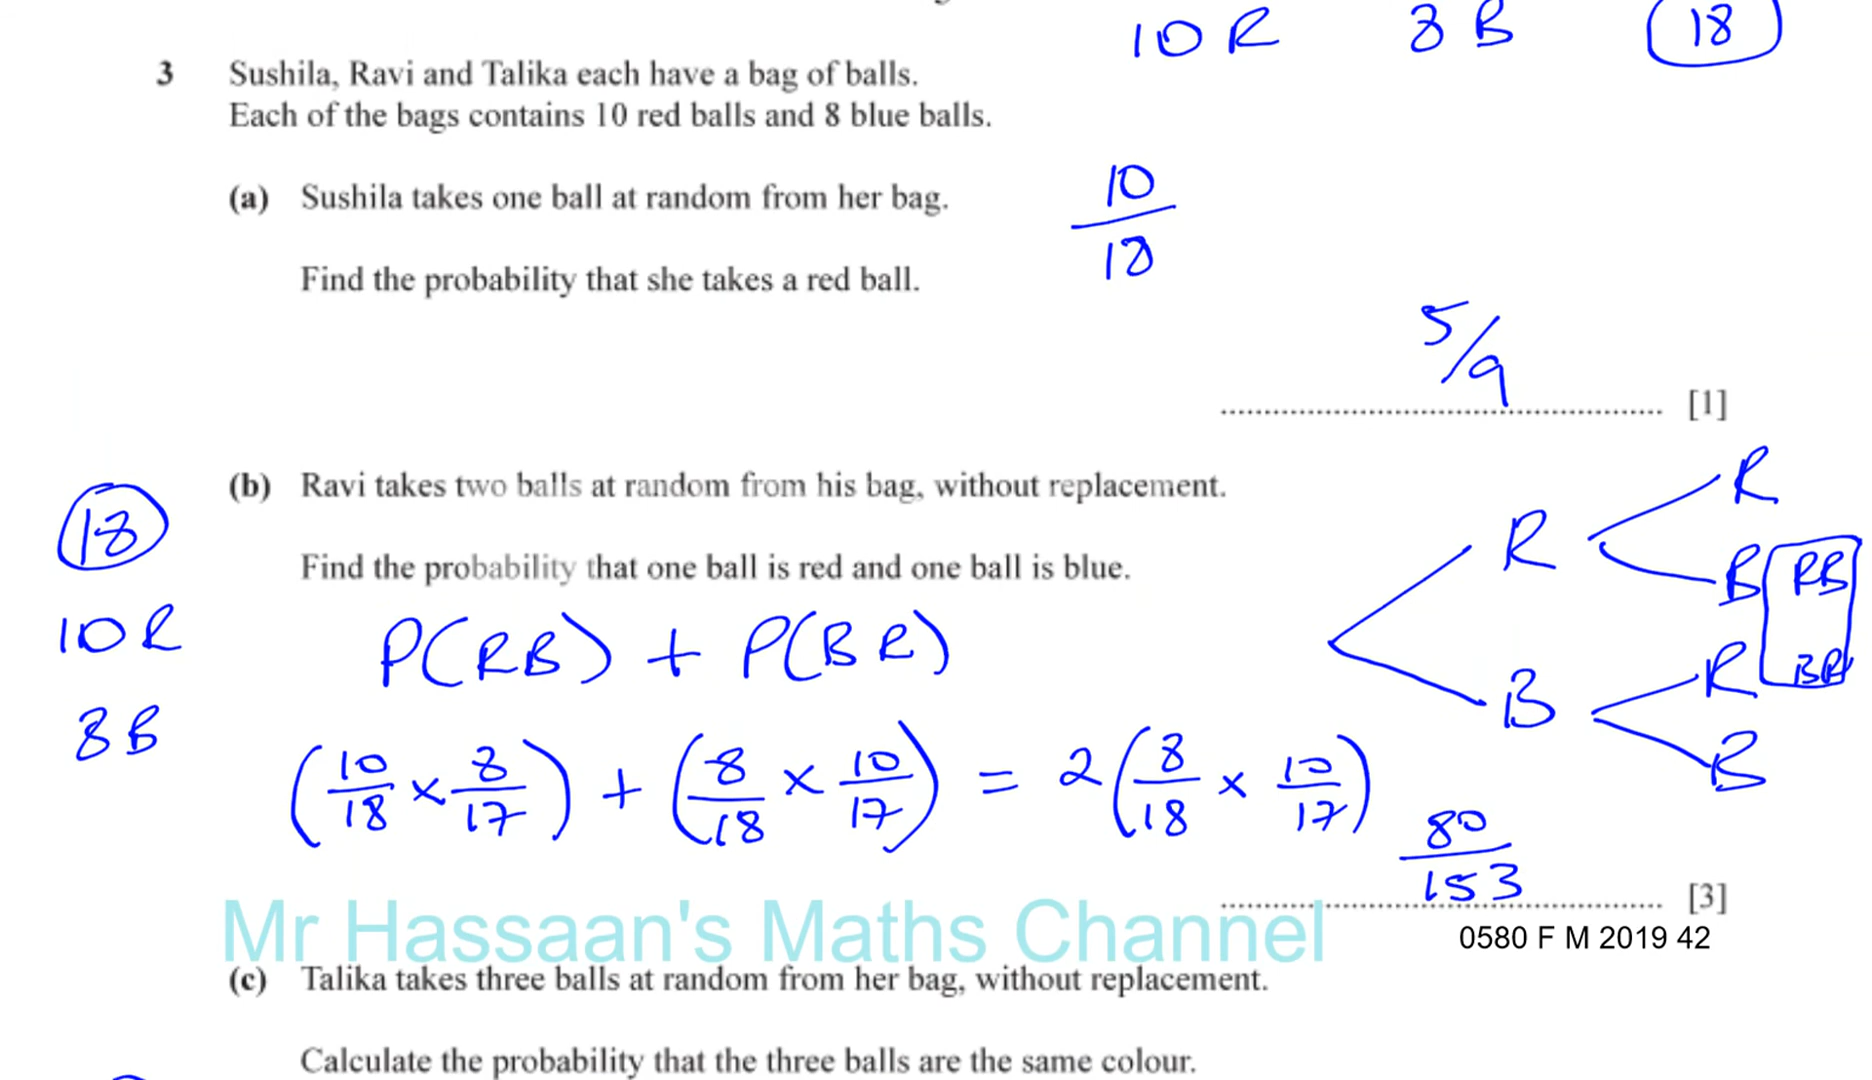 10 R 8 B 18
3 Sushila, Ravi and Talika each have a bag of balls.
Each of the bags contains 10 red balls and 8 blue balls.
(a) Sushila takes one ball at random from her bag.
10/18
Find the probability that she takes a red ball.
5/9
[1]
(b) Ravi takes two balls at random from his bag, without replacement.
18
10 R
8 B
Find the probability that one ball is red and one ball is blue.
R R
B RB
B R BR
B
P(RB) + P(BR)
(10/18 × 8/17) + (8/18 × 10/17) = 2(8/18 × 10/17)
80/153
[3]
Mr Hassaan's Maths Channel
0580 F M 2019 42
(c) Talika takes three balls at random from her bag, without replacement.
Calculate the probability that the three balls are the same colour.